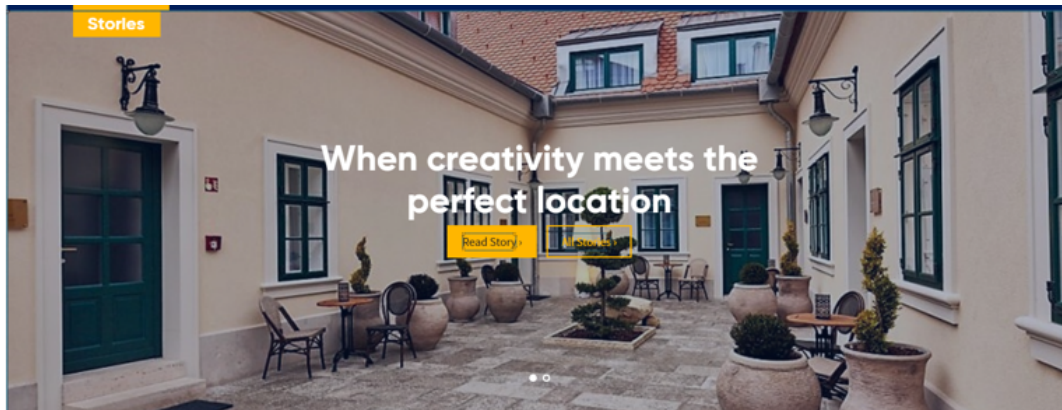 Stories
When creativity meets the
perfect location
Read Story ›
All Stories ›